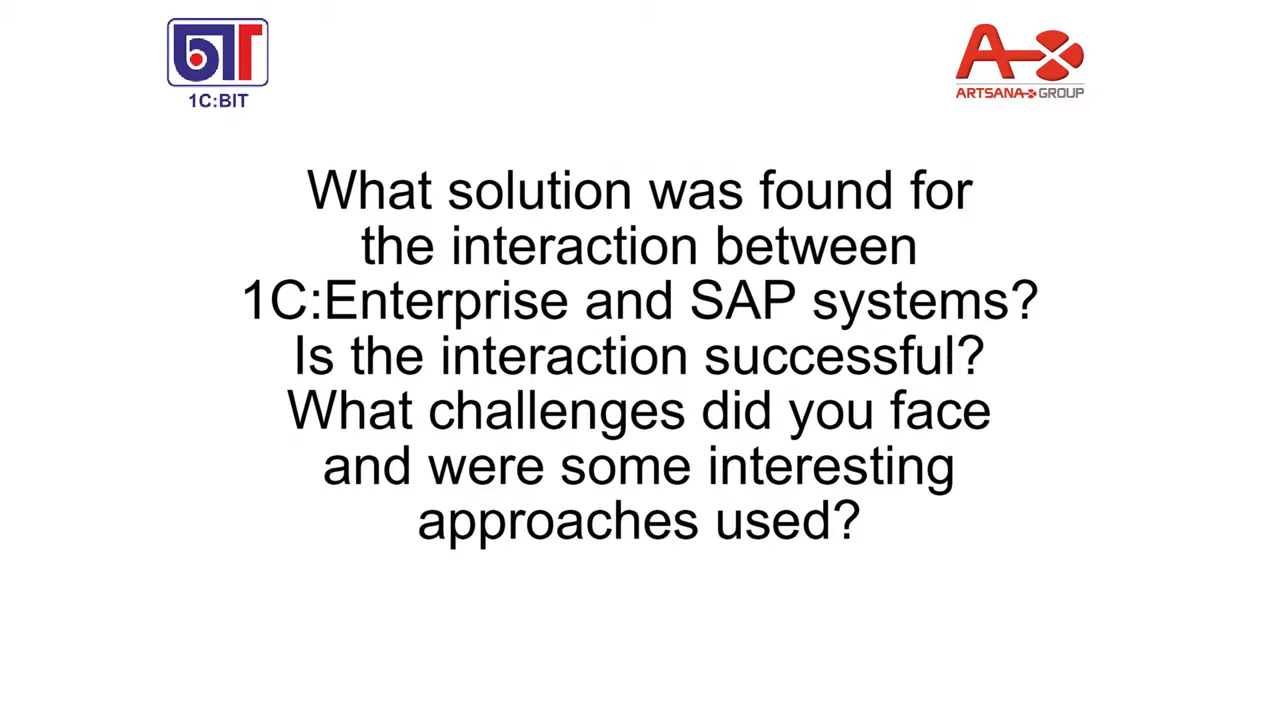 БИТ
1C:BIT
ARTSANA GROUP
What solution was found for
the interaction between
1C:Enterprise and SAP systems?
Is the interaction successful?
What challenges did you face
and were some interesting
approaches used?